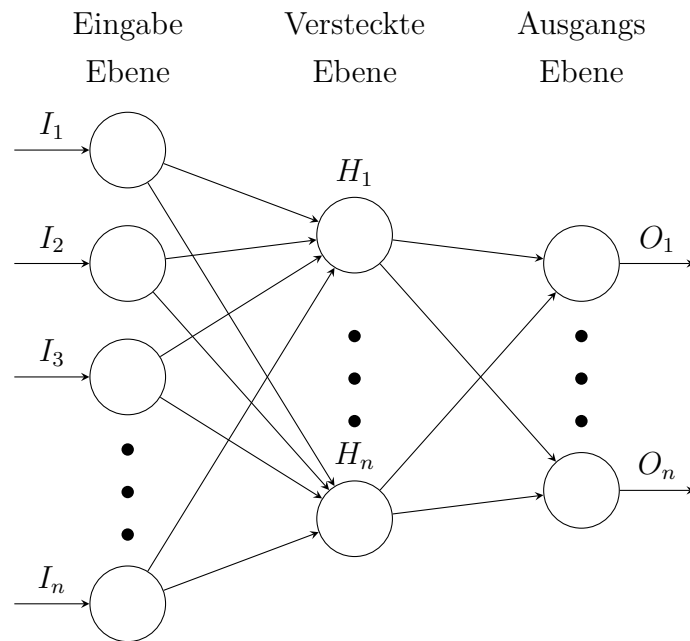 Eingabe
Ebene
Versteckte
Ebene
Ausgangs
Ebene
I₁
I₂
I₃
Iₙ
H₁
Hₙ
O₁
Oₙ